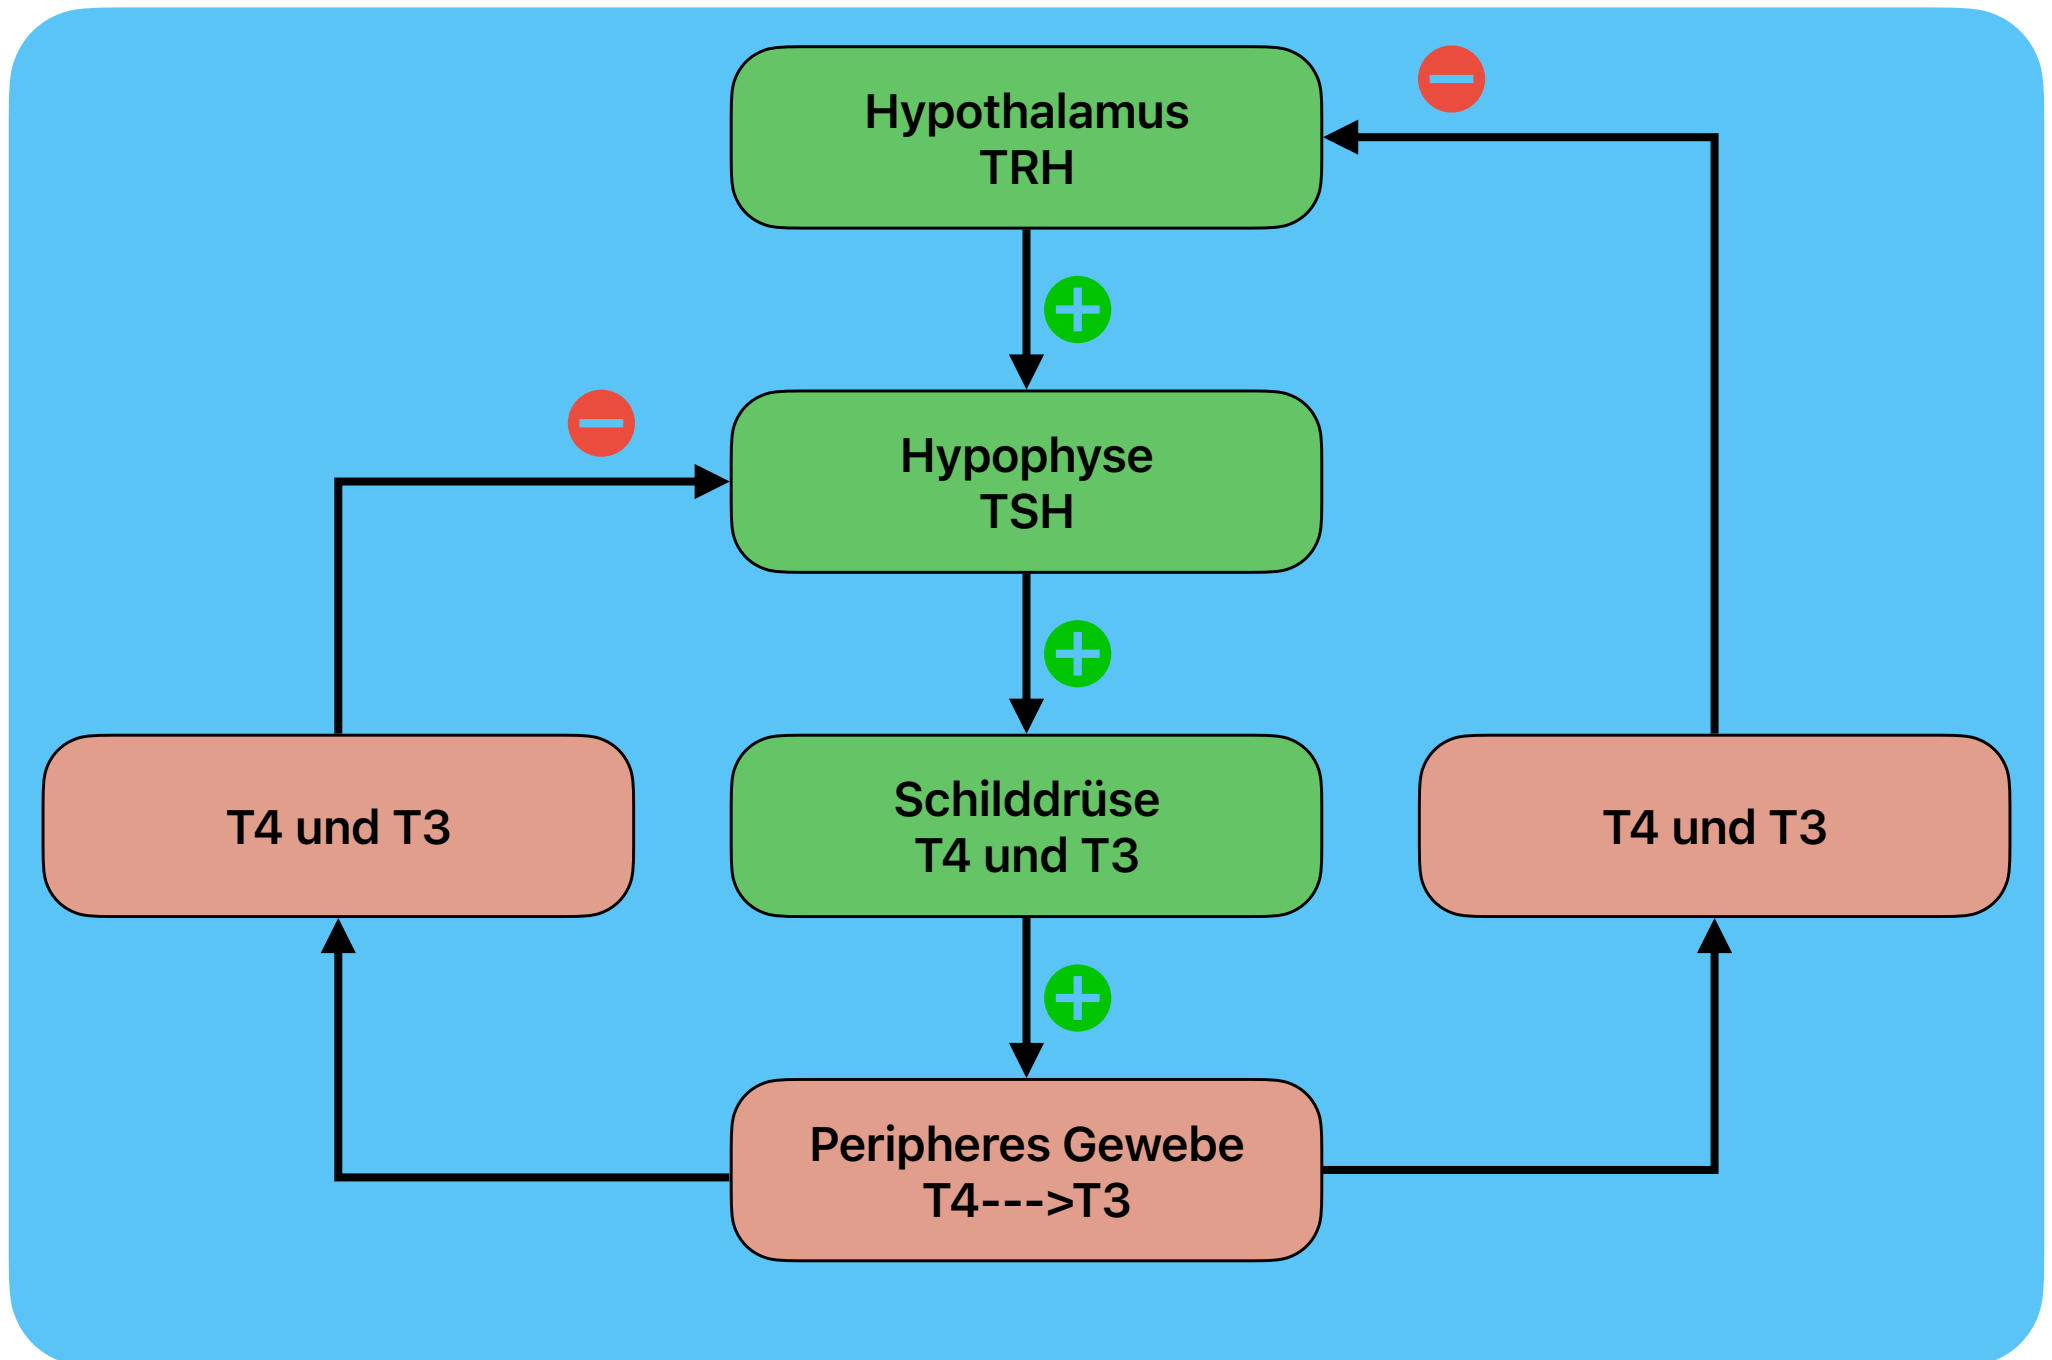 Hypothalamus
TRH
Hypophyse
TSH
T4 und T3
Schilddrüse
T4 und T3
T4 und T3
Peripheres Gewebe
T4--->T3